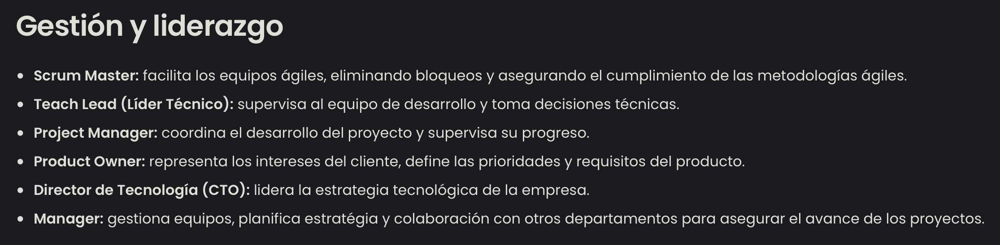 Gestión y liderazgo
• Scrum Master: facilita los equipos ágiles, eliminando bloqueos y asegurando el cumplimiento de las metodologías ágiles.
• Teach Lead (Líder Técnico): supervisa al equipo de desarrollo y toma decisiones técnicas.
• Project Manager: coordina el desarrollo del proyecto y supervisa su progreso.
• Product Owner: representa los intereses del cliente, define las prioridades y requisitos del producto.
• Director de Tecnología (CTO): lidera la estrategia tecnológica de la empresa.
• Manager: gestiona equipos, planifica estratégia y colaboración con otros departamentos para asegurar el avance de los proyectos.